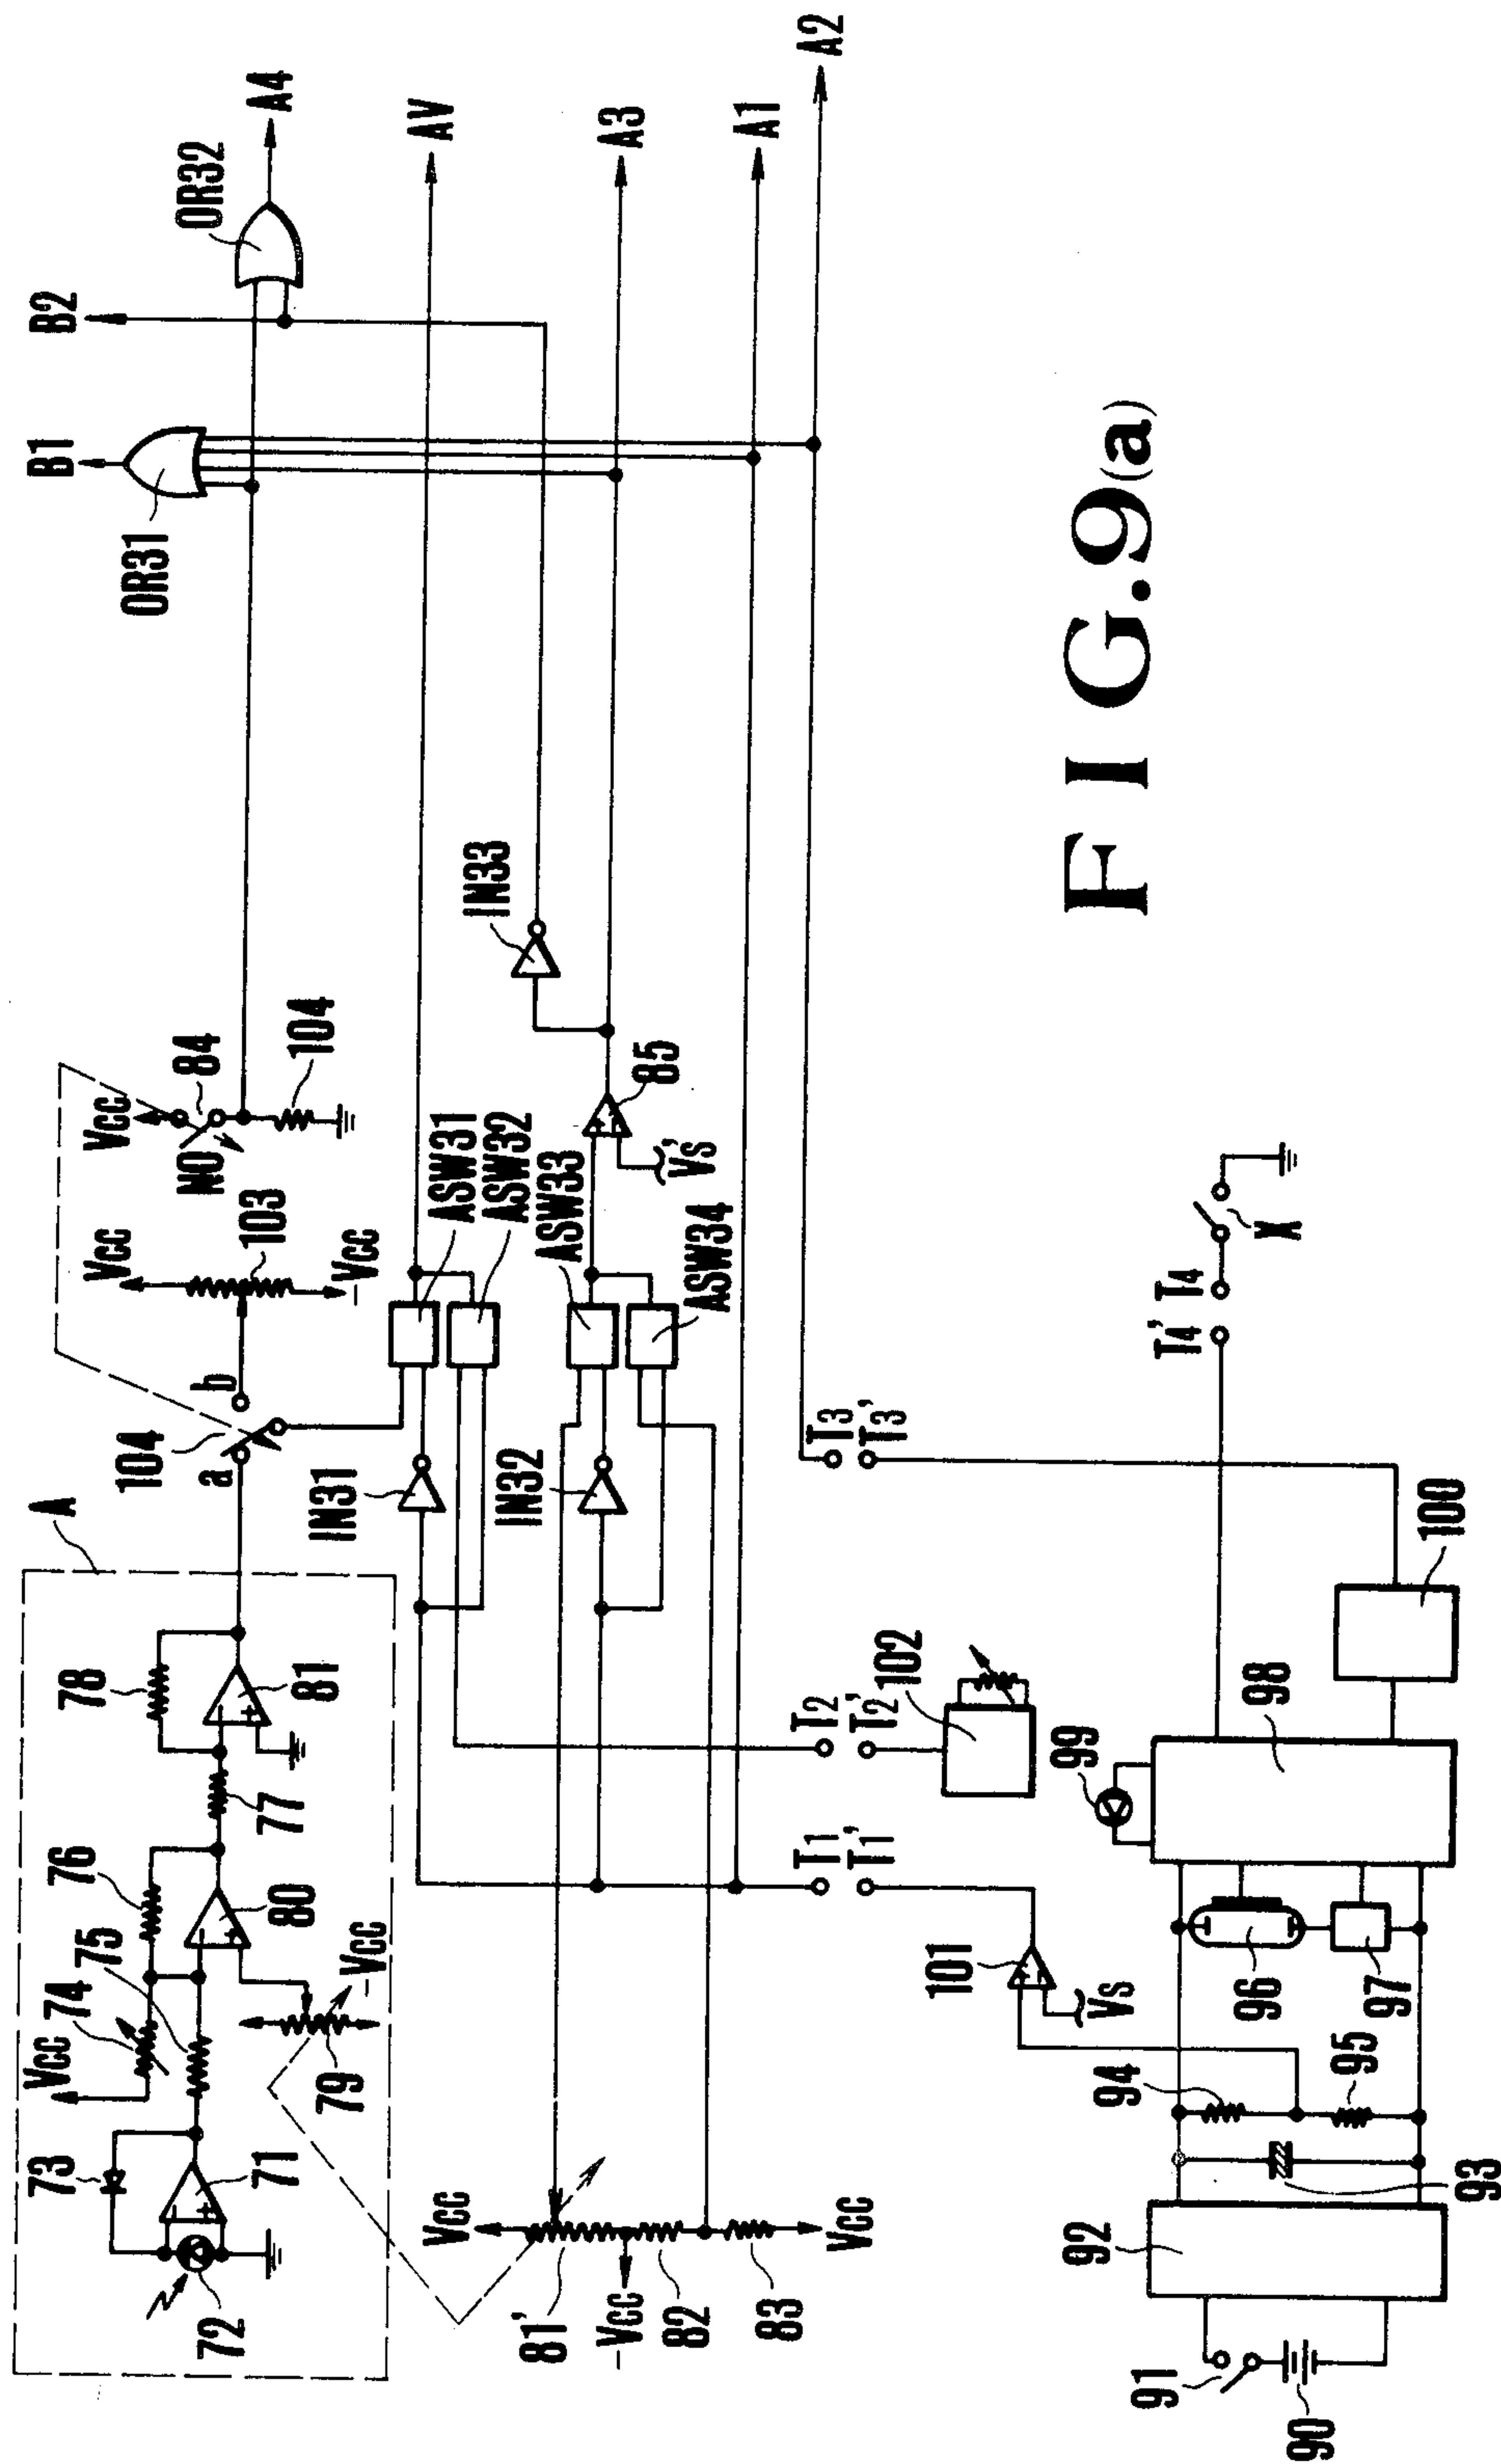 A
73
Vcc
74
75
76
78
72
71
80
77
81
79
-Vcc
104
a
b
Vcc
103
-Vcc
Vcc
84
NO
104
OR31
B1
B2
OR32
A4
IN31
ASW31
ASW32
AV
IN32
ASW33
ASW34
Vs'
85
IN33
A3
A1
A2
Vcc
81'
-Vcc
82
83
Vcc
T1
T1'
T2
T2'
T3
T3'
T4'
T4
X
102
101
Vs
91
90
92
93
94
95
96
97
99
98
100
FIG.9(a)
+
-
+
-
+
-
+